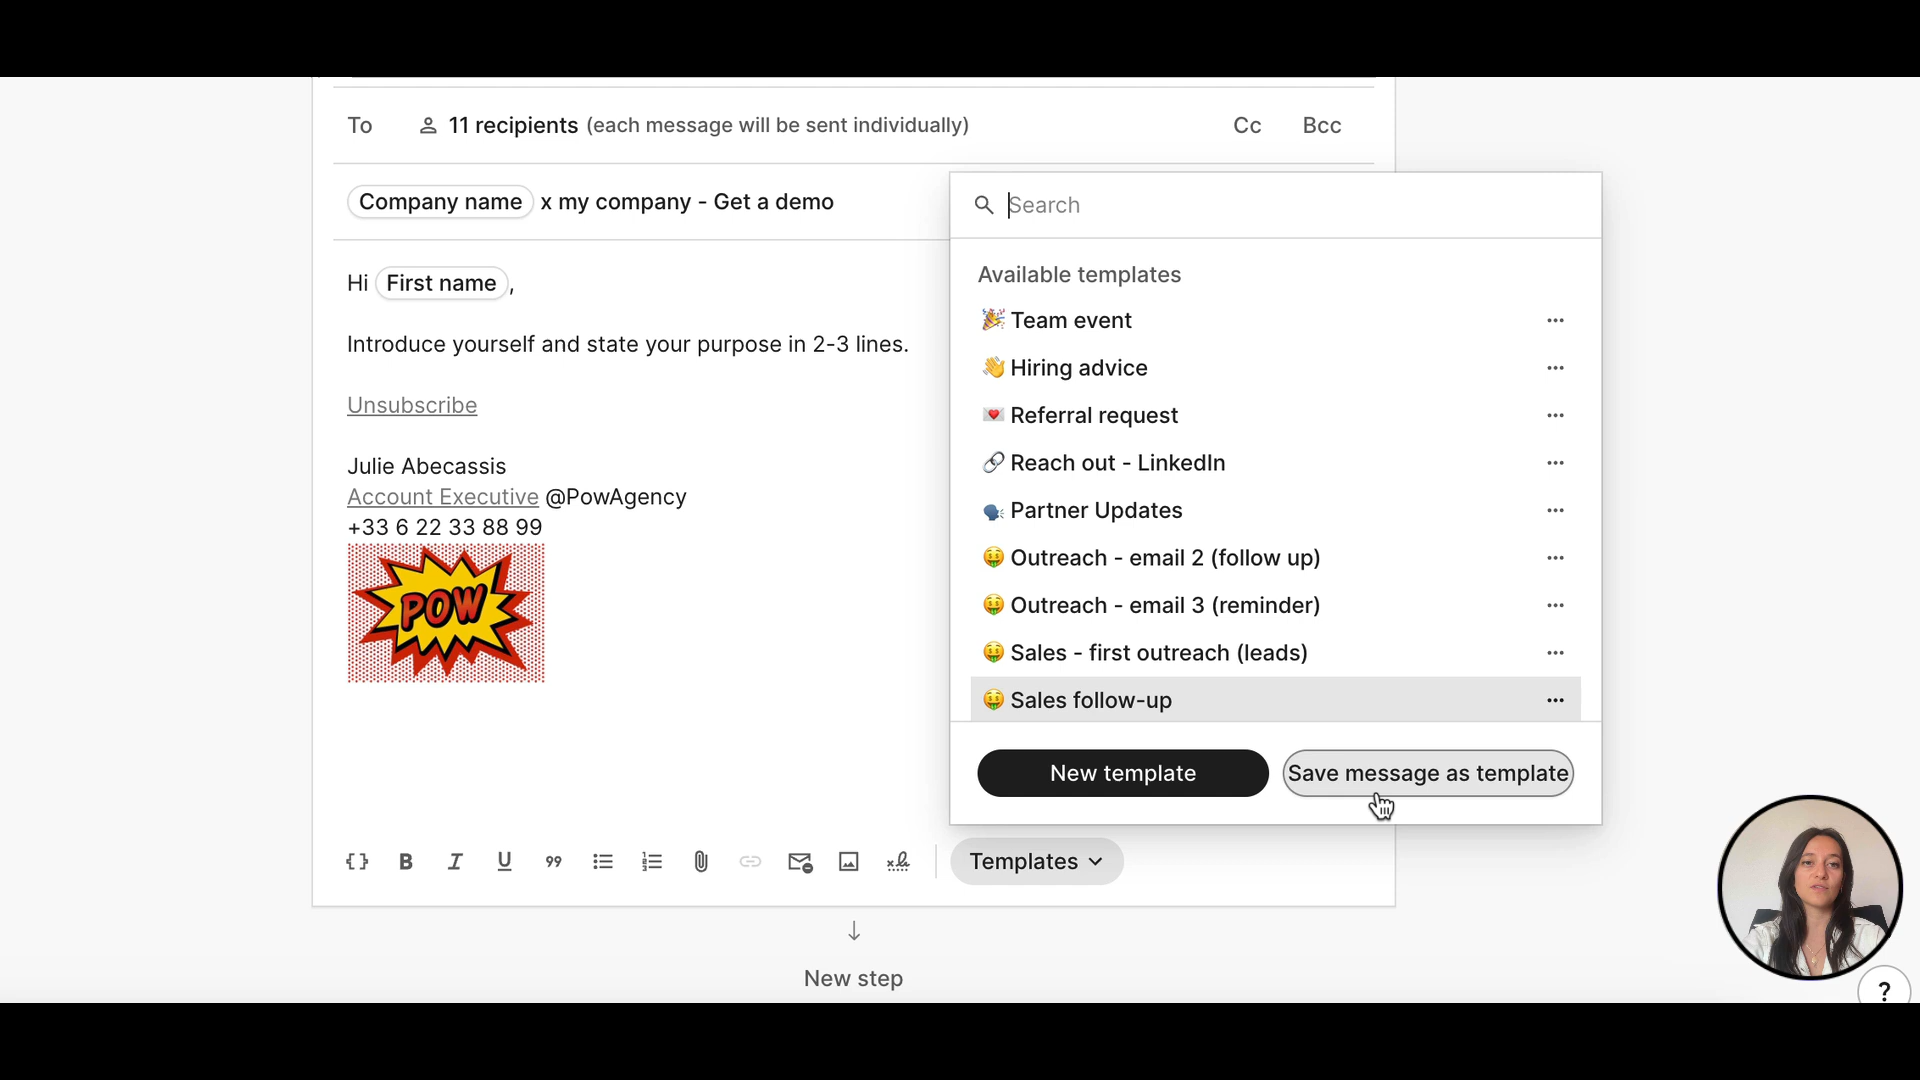 To 11 recipients (each message will be sent individually) Cc Bcc
Company name x my company - Get a demo
Hi First name ,
Introduce yourself and state your purpose in 2-3 lines.
Unsubscribe
Julie Abecassis
Account Executive @PowAgency
+33 6 22 33 88 99
POW
Search
Available templates
🎉 Team event
👋 Hiring advice
💌 Referral request
🔗 Reach out - LinkedIn
🗣️ Partner Updates
🤑 Outreach - email 2 (follow up)
🤑 Outreach - email 3 (reminder)
🤑 Sales - first outreach (leads)
🤑 Sales follow-up
New template
Save message as template
Templates
New step
?